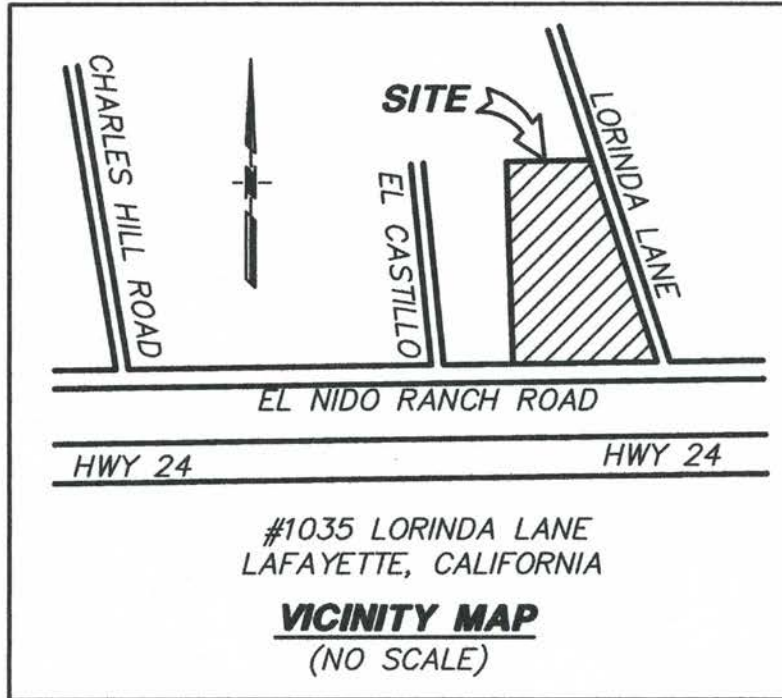 CHARLES HILL ROAD
SITE
LORINDA LANE
EL CASTILLO
EL NIDO RANCH ROAD
HWY 24
HWY 24
#1035 LORINDA LANE
LAFAYETTE, CALIFORNIA
VICINITY MAP
(NO SCALE)